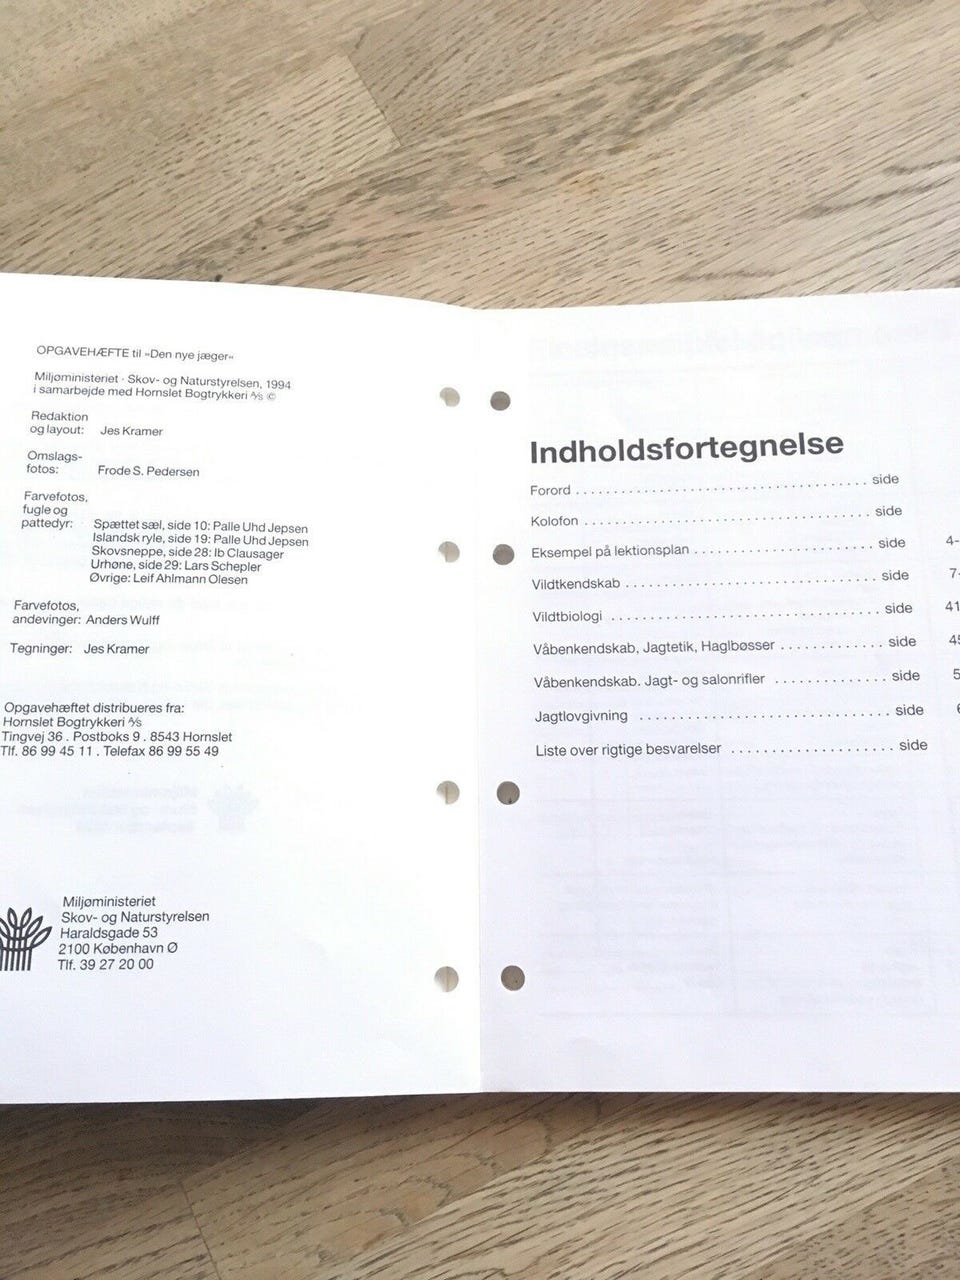 OPGAVEHÆFTE til »Den nye jæger«
Miljøministeriet · Skov- og Naturstyrelsen, 1994
i samarbejde med Hornslet Bogtrykkeri A/S ©
Redaktion
og layout: Jes Kramer
Omslags-
fotos: Frode S. Pedersen
Farvefotos,
fugle og
pattedyr: Spættet sæl, side 10: Palle Uhd Jepsen
Islandsk ryle, side 19: Palle Uhd Jepsen
Skovsneppe, side 28: Ib Clausager
Urhøne, side 29: Lars Schepler
Øvrige: Leif Ahlmann Olesen
Farvefotos,
andevinger: Anders Wulff
Tegninger: Jes Kramer
Opgavehæftet distribueres fra:
Hornslet Bogtrykkeri A/S
Tingvej 36 . Postboks 9 . 8543 Hornslet
Tlf. 86 99 45 11 . Telefax 86 99 55 49
Miljøministeriet
Skov- og Naturstyrelsen
Haraldsgade 53
2100 København Ø
Tlf. 39 27 20 00
Indholdsfortegnelse
Forord . . . . . . . . . . . . . . . . . . . . side
Kolofon . . . . . . . . . . . . . . . . . . . . side
Eksempel på lektionsplan . . . . . . . . . . . . side 4-
Vildtkendskab . . . . . . . . . . . . . . . . . side 7-
Vildtbiologi . . . . . . . . . . . . . . . . . . side 41
Våbenkendskab, Jagtetik, Haglbøsser . . . . . . . side 45
Våbenkendskab. Jagt- og salonrifler . . . . . . . side 5
Jagtlovgivning . . . . . . . . . . . . . . . . . side
Liste over rigtige besvarelser . . . . . . . . . . side